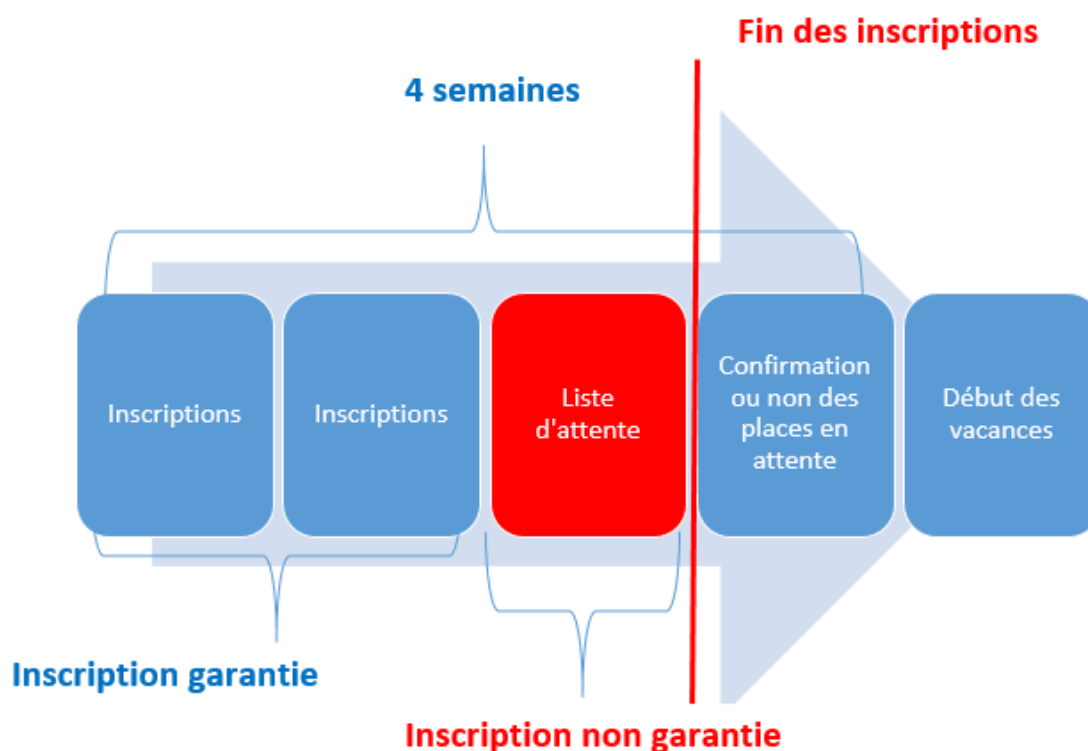 Fin des inscriptions
4 semaines
Inscriptions
Inscriptions
Liste
d'attente
Confirmation
ou non des
places en
attente
Début des
vacances
Inscription garantie
Inscription non garantie